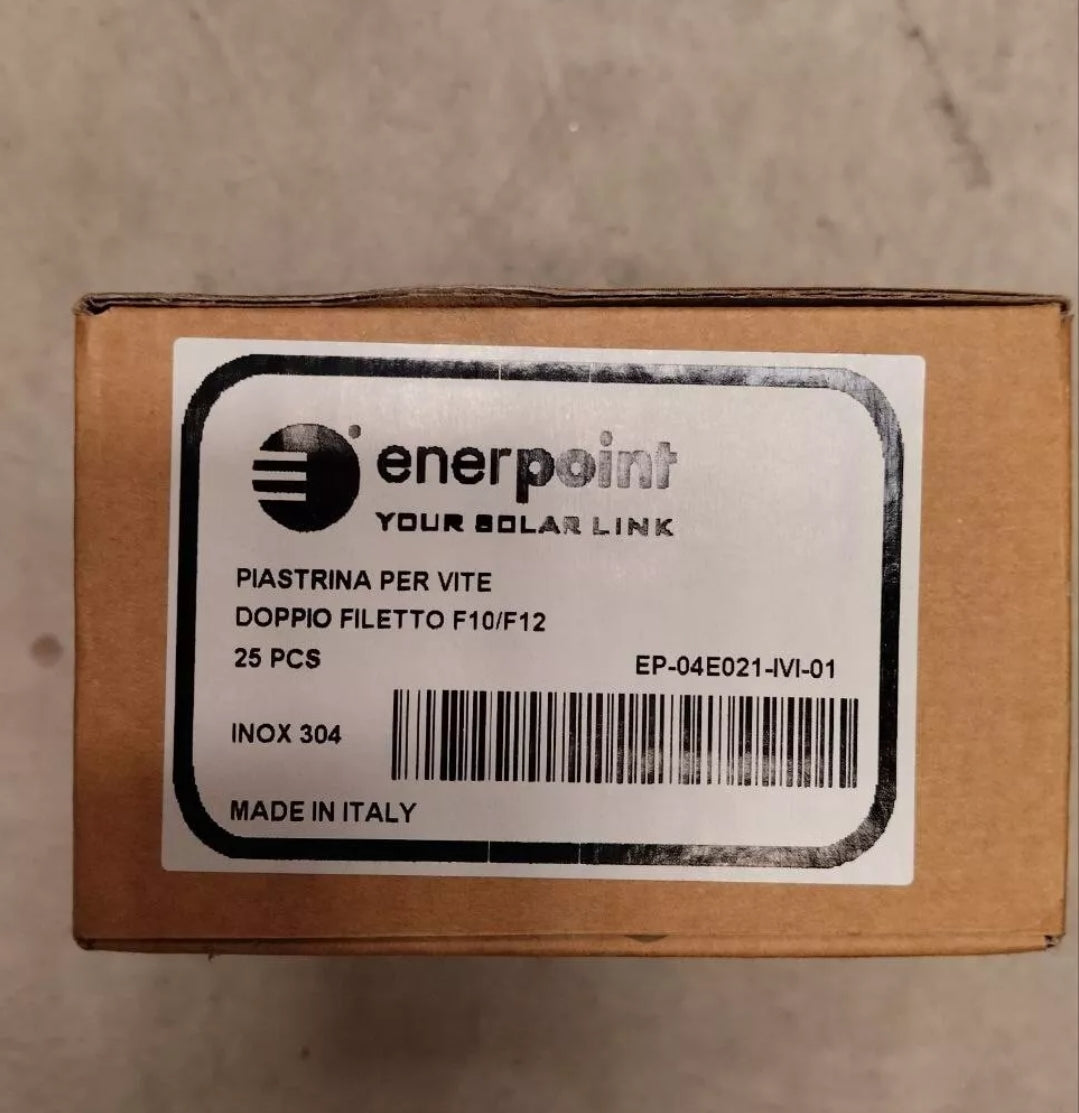 enerpoint
YOUR SOLAR LINK
PIASTRINA PER VITE
DOPPIO FILETTO F10/F12
25 PCS
EP-04E021-IVI-01
INOX 304
MADE IN ITALY